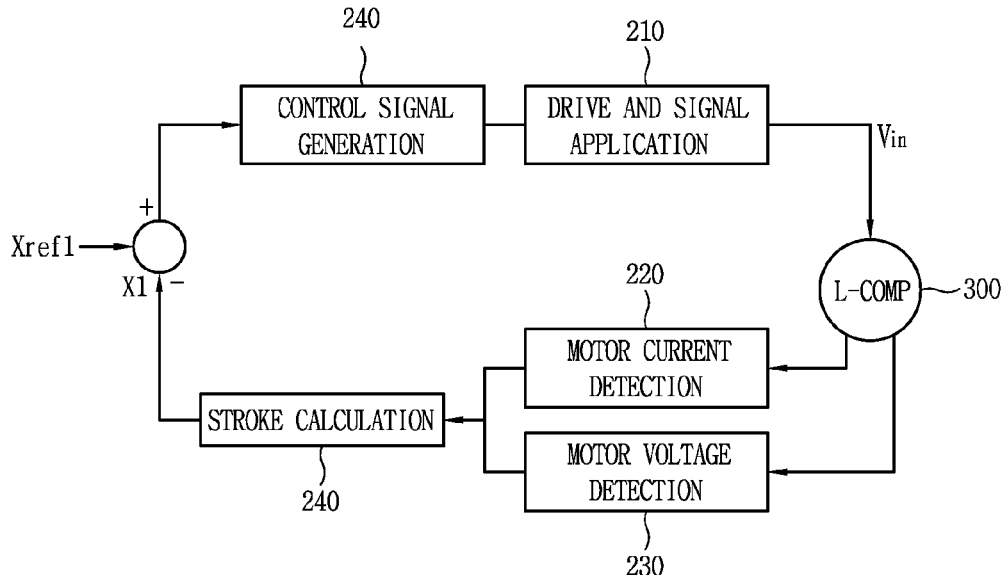 240
210
CONTROL SIGNAL
GENERATION
DRIVE AND SIGNAL
APPLICATION
Vin
+
Xref1
X1
-
220
L-COMP
300
MOTOR CURRENT
DETECTION
STROKE CALCULATION
240
MOTOR VOLTAGE
DETECTION
230